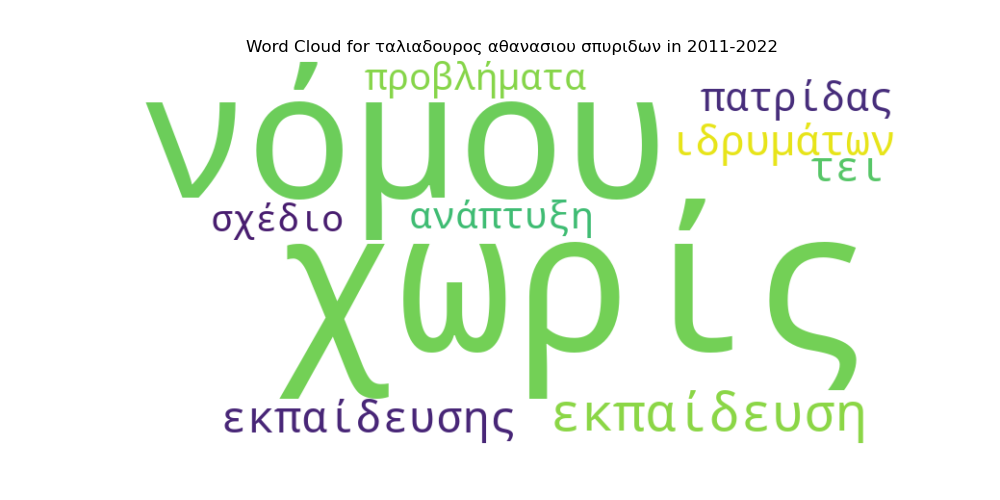 Word Cloud for ταλιαδουρος αθανασιου σπυριδων in 2011-2022
προβλήματα
νόμου
πατρίδας
ιδρυμάτων
τει
σχέδιο
ανάπτυξη
χωρίς
εκπαίδευσης
εκπαίδευση